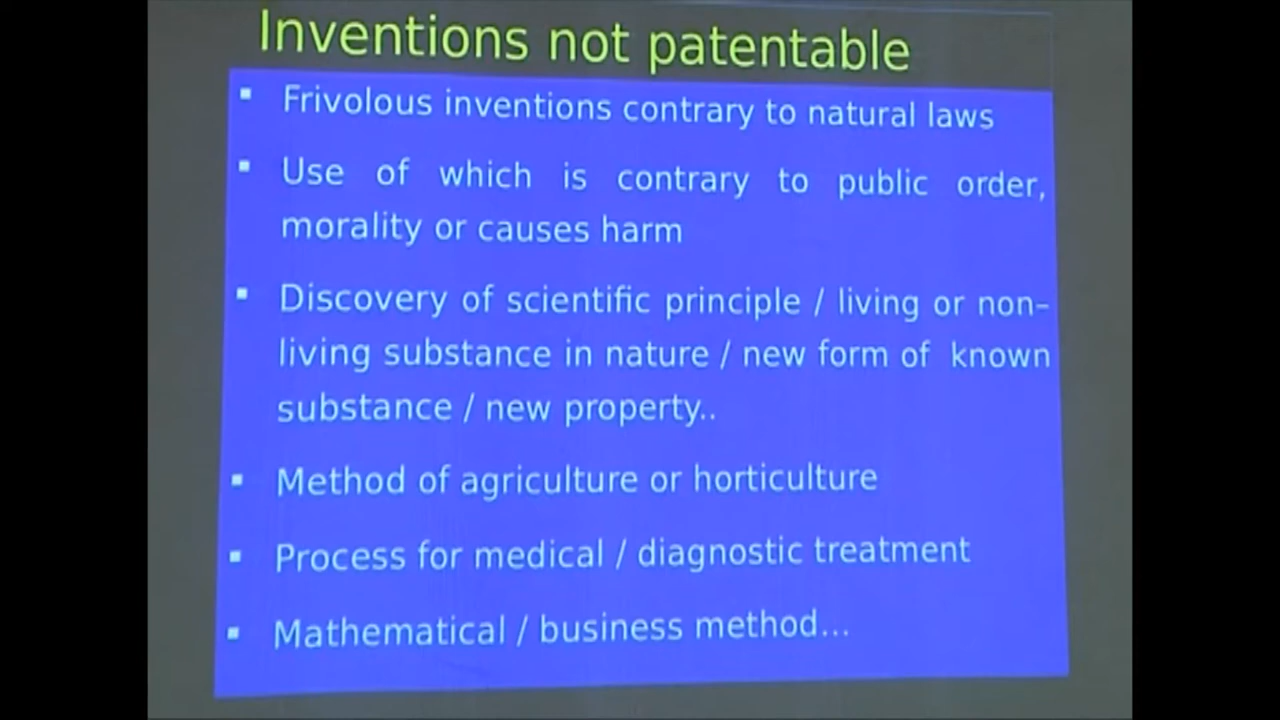 Inventions not patentable
▪ Frivolous inventions contrary to natural laws
▪ Use of which is contrary to public order,
morality or causes harm
▪ Discovery of scientific principle / living or non-
living substance in nature / new form of known
substance / new property..
▪ Method of agriculture or horticulture
▪ Process for medical / diagnostic treatment
▪ Mathematical / business method...